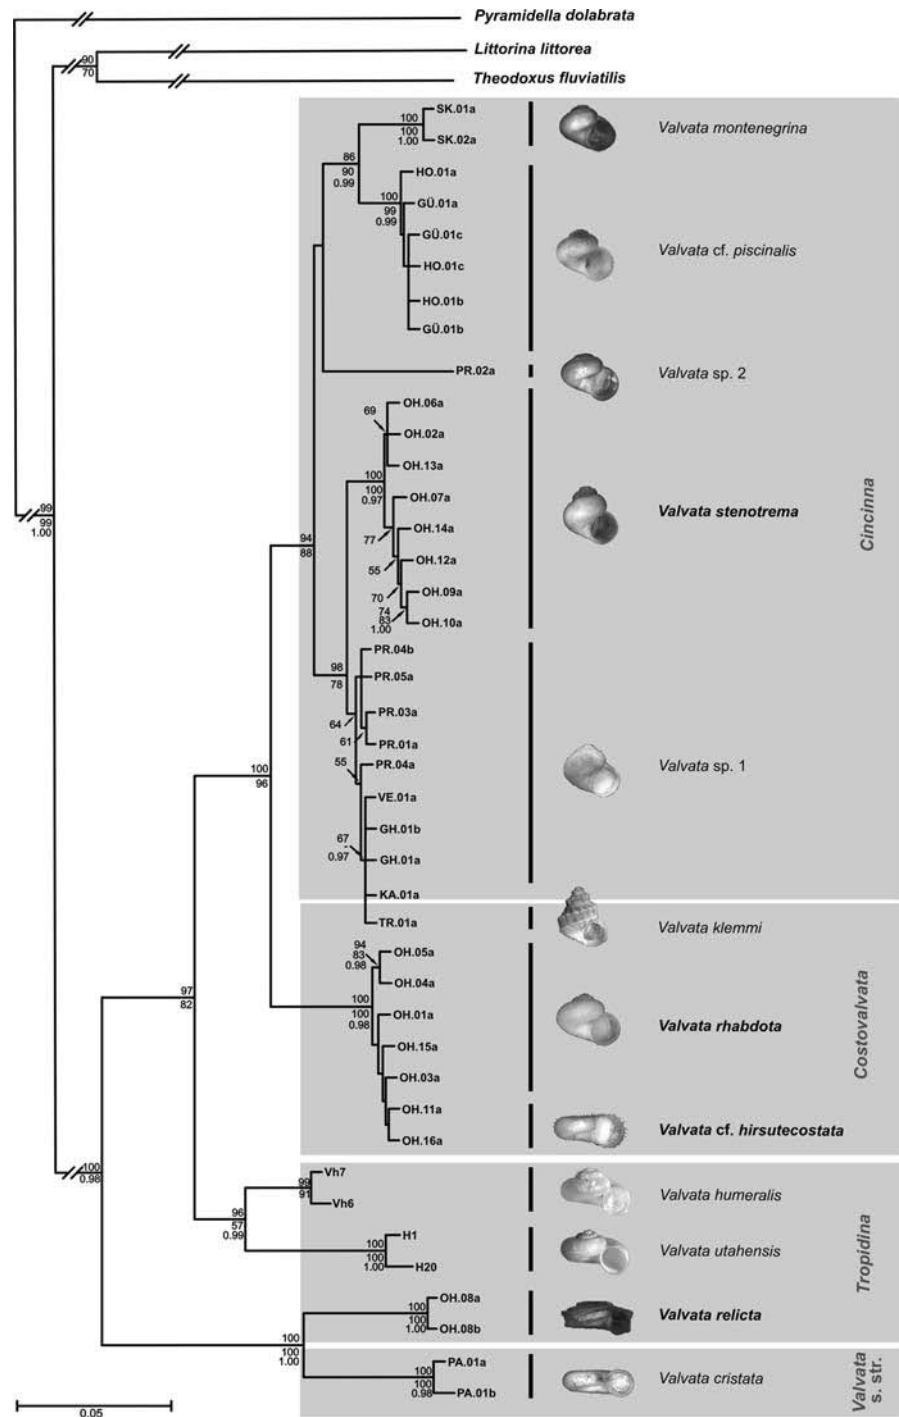 Pyramidella dolabrata
Littorina littorea
90
70
Theodoxus fluviatilis
SK.01a
100
100
1.00
SK.02a
Valvata montenegrina
86
90
0.99
HO.01a
100
99
0.99
GÜ.01a
GÜ.01c
Valvata cf. piscinalis
HO.01c
HO.01b
GÜ.01b
PR.02a
Valvata sp. 2
69
OH.06a
OH.02a
OH.13a
100
100
0.97
OH.07a
Valvata stenotrema
Cincinna
99
99
1.00
77
OH.14a
94
88
55
OH.12a
70
OH.09a
74
83
1.00
OH.10a
PR.04b
98
78
PR.05a
64
PR.03a
61
PR.01a
55
PR.04a
Valvata sp. 1
100
96
VE.01a
GH.01b
67
-
0.97
GH.01a
KA.01a
TR.01a
Valvata klemmi
94
83
0.98
OH.05a
OH.04a
100
100
0.98
OH.01a
Valvata rhabdota
Costovalvata
97
82
OH.15a
OH.03a
OH.11a
Valvata cf. hirsutecostata
OH.16a
100
0.98
99
91
Vh7
Valvata humeralis
Vh6
96
57
0.99
H1
100
100
1.00
Valvata utahensis
H20
Tropidina
OH.08a
100
100
1.00
Valvata relicta
OH.08b
100
100
1.00
PA.01a
100
100
0.98
Valvata cristata
PA.01b
Valvata
s. str.
0.05